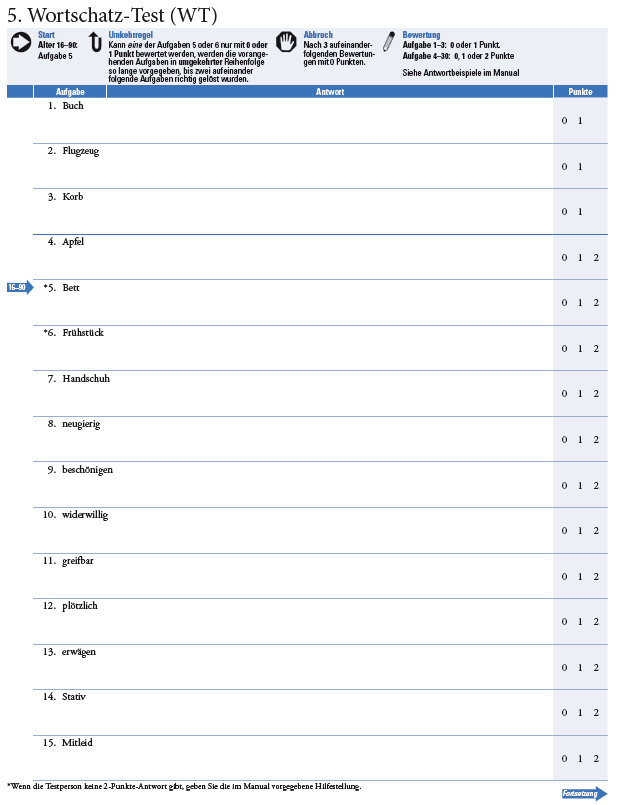 5. Wortschatz-Test (WT)
Start
Alter 16–90:
Aufgabe 5
Umkehrregel
Kann eine der Aufgaben 5 oder 6 nur mit 0 oder
1 Punkt bewertet werden, werden die vorange-
henden Aufgaben in umgekehrter Reihenfolge
so lange vorgegeben, bis zwei aufeinander
folgende Aufgaben richtig gelöst wurden.
Abbruch
Nach 3 aufeinander-
folgenden Bewertun-
gen mit 0 Punkten.
Bewertung
Aufgabe 1–3: 0 oder 1 Punkt.
Aufgabe 4–30: 0, 1 oder 2 Punkte
Siehe Antwortbeispiele im Manual
Aufgabe Antwort Punkte
1. Buch
0 1
2. Flugzeug
0 1
3. Korb
0 1
4. Apfel
0 1 2
16–90 *5. Bett
0 1 2
*6. Frühstück
0 1 2
7. Handschuh
0 1 2
8. neugierig
0 1 2
9. beschönigen
0 1 2
10. widerwillig
0 1 2
11. greifbar
0 1 2
12. plötzlich
0 1 2
13. erwägen
0 1 2
14. Stativ
0 1 2
15. Mitleid
0 1 2
*Wenn die Testperson keine 2-Punkte-Antwort gibt, geben Sie die im Manual vorgegebene Hilfestellung.
Fortsetzung